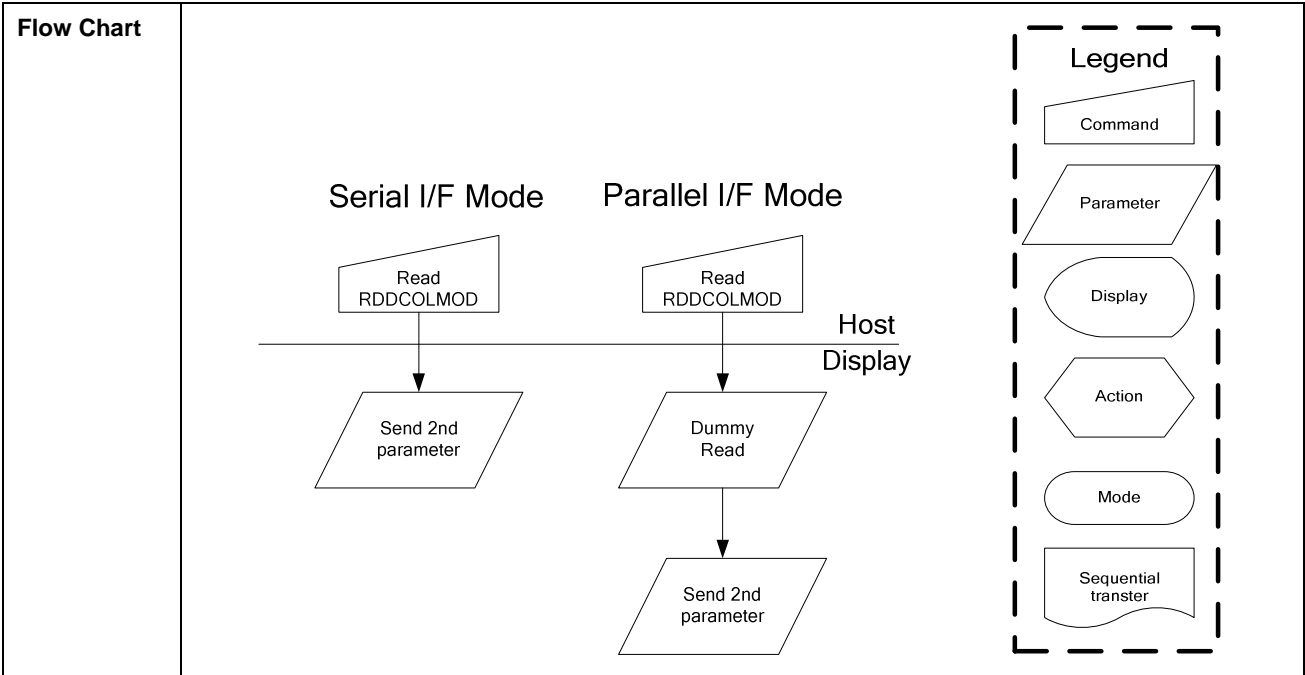 Flow Chart
Serial I/F Mode
Parallel I/F Mode
Read
RDDCOLMOD
Read
RDDCOLMOD
Host
Display
Send 2nd
parameter
Dummy
Read
Send 2nd
parameter
Legend
Command
Parameter
Display
Action
Mode
Sequential
transter